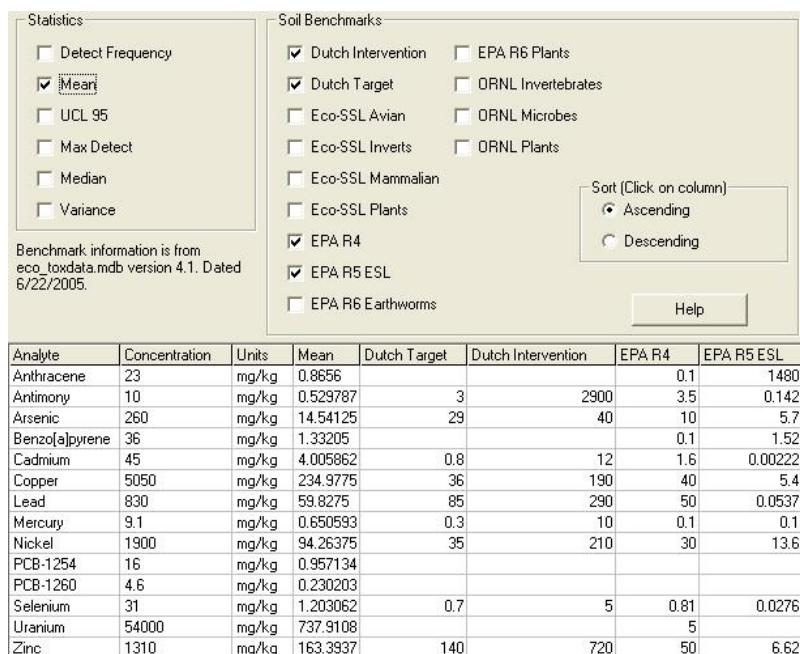 Statistics
Detect Frequency
Mean
UCL 95
Max Detect
Median
Variance
Benchmark information is from
eco_toxdata.mdb version 4.1. Dated
6/22/2005.
Soil Benchmarks
Dutch Intervention
Dutch Target
Eco-SSL Avian
Eco-SSL Inverts
Eco-SSL Mammalian
Eco-SSL Plants
EPA R4
EPA R5 ESL
EPA R6 Earthworms
EPA R6 Plants
ORNL Invertebrates
ORNL Microbes
ORNL Plants
Sort (Click on column)
Ascending
Descending
Help
Analyte Concentration Units Mean Dutch Target Dutch Intervention EPA R4 EPA R5 ESL
Anthracene 23 mg/kg 0.8656 0.1 1480
Antimony 10 mg/kg 0.529787 3 2900 3.5 0.142
Arsenic 260 mg/kg 14.54125 29 40 10 5.7
Benzo[a]pyrene 36 mg/kg 1.33205 0.1 1.52
Cadmium 45 mg/kg 4.005862 0.8 12 1.6 0.00222
Copper 5050 mg/kg 234.9775 36 190 40 5.4
Lead 830 mg/kg 59.8275 85 290 50 0.0537
Mercury 9.1 mg/kg 0.650593 0.3 10 0.1 0.1
Nickel 1900 mg/kg 94.26375 35 210 30 13.6
PCB-1254 16 mg/kg 0.957134
PCB-1260 4.6 mg/kg 0.230203
Selenium 31 mg/kg 1.203062 0.7 5 0.81 0.0276
Uranium 54000 mg/kg 737.9108 5
Zinc 1310 mg/kg 163.3937 140 720 50 6.62